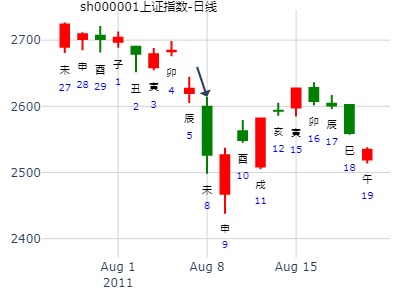 sh000001上证指数-日线
2700
2600
2500
2400
未
27
申
28
酉
29
子
1
丑
2
寅
3
卯
4
辰
5
未
8
申
9
酉
10
戌
11
亥
12
寅
15
卯
16
辰
17
巳
18
午
19
Aug 1
2011
Aug 8
Aug 15